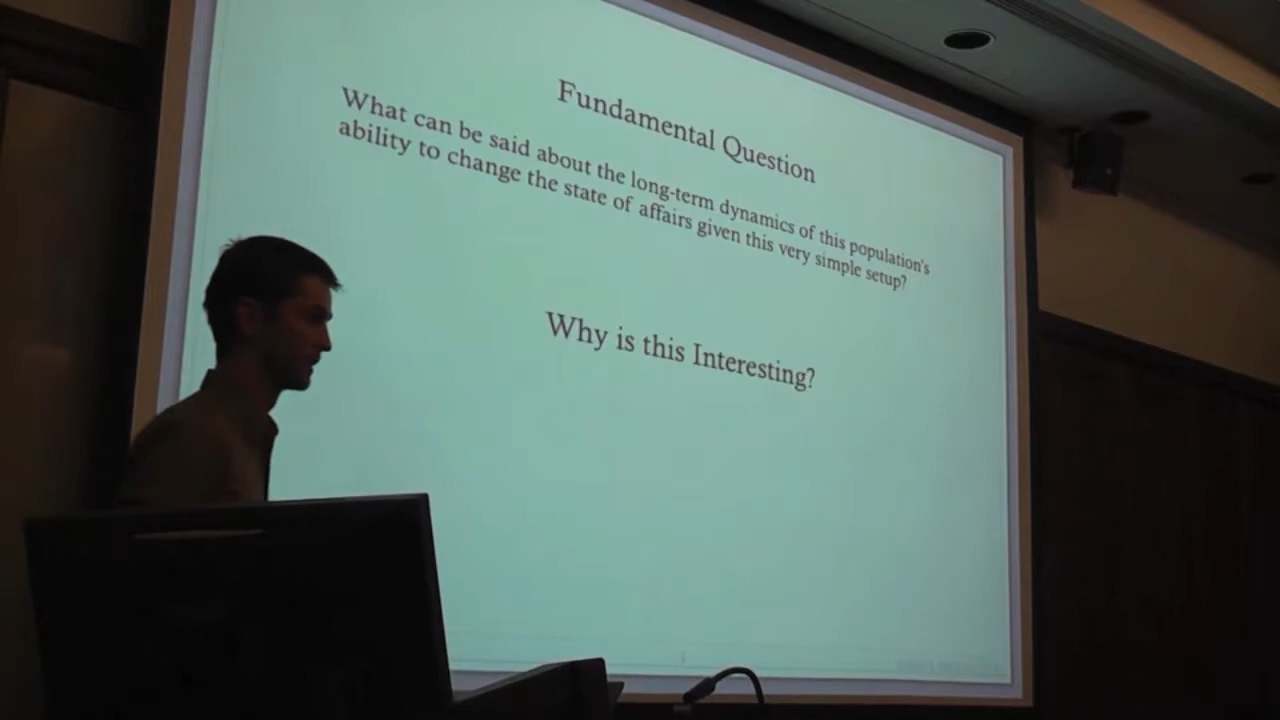 Fundamental Question
What can be said about the long-term dynamics of this population's
ability to change the state of affairs given this very simple setup?
Why is this Interesting?